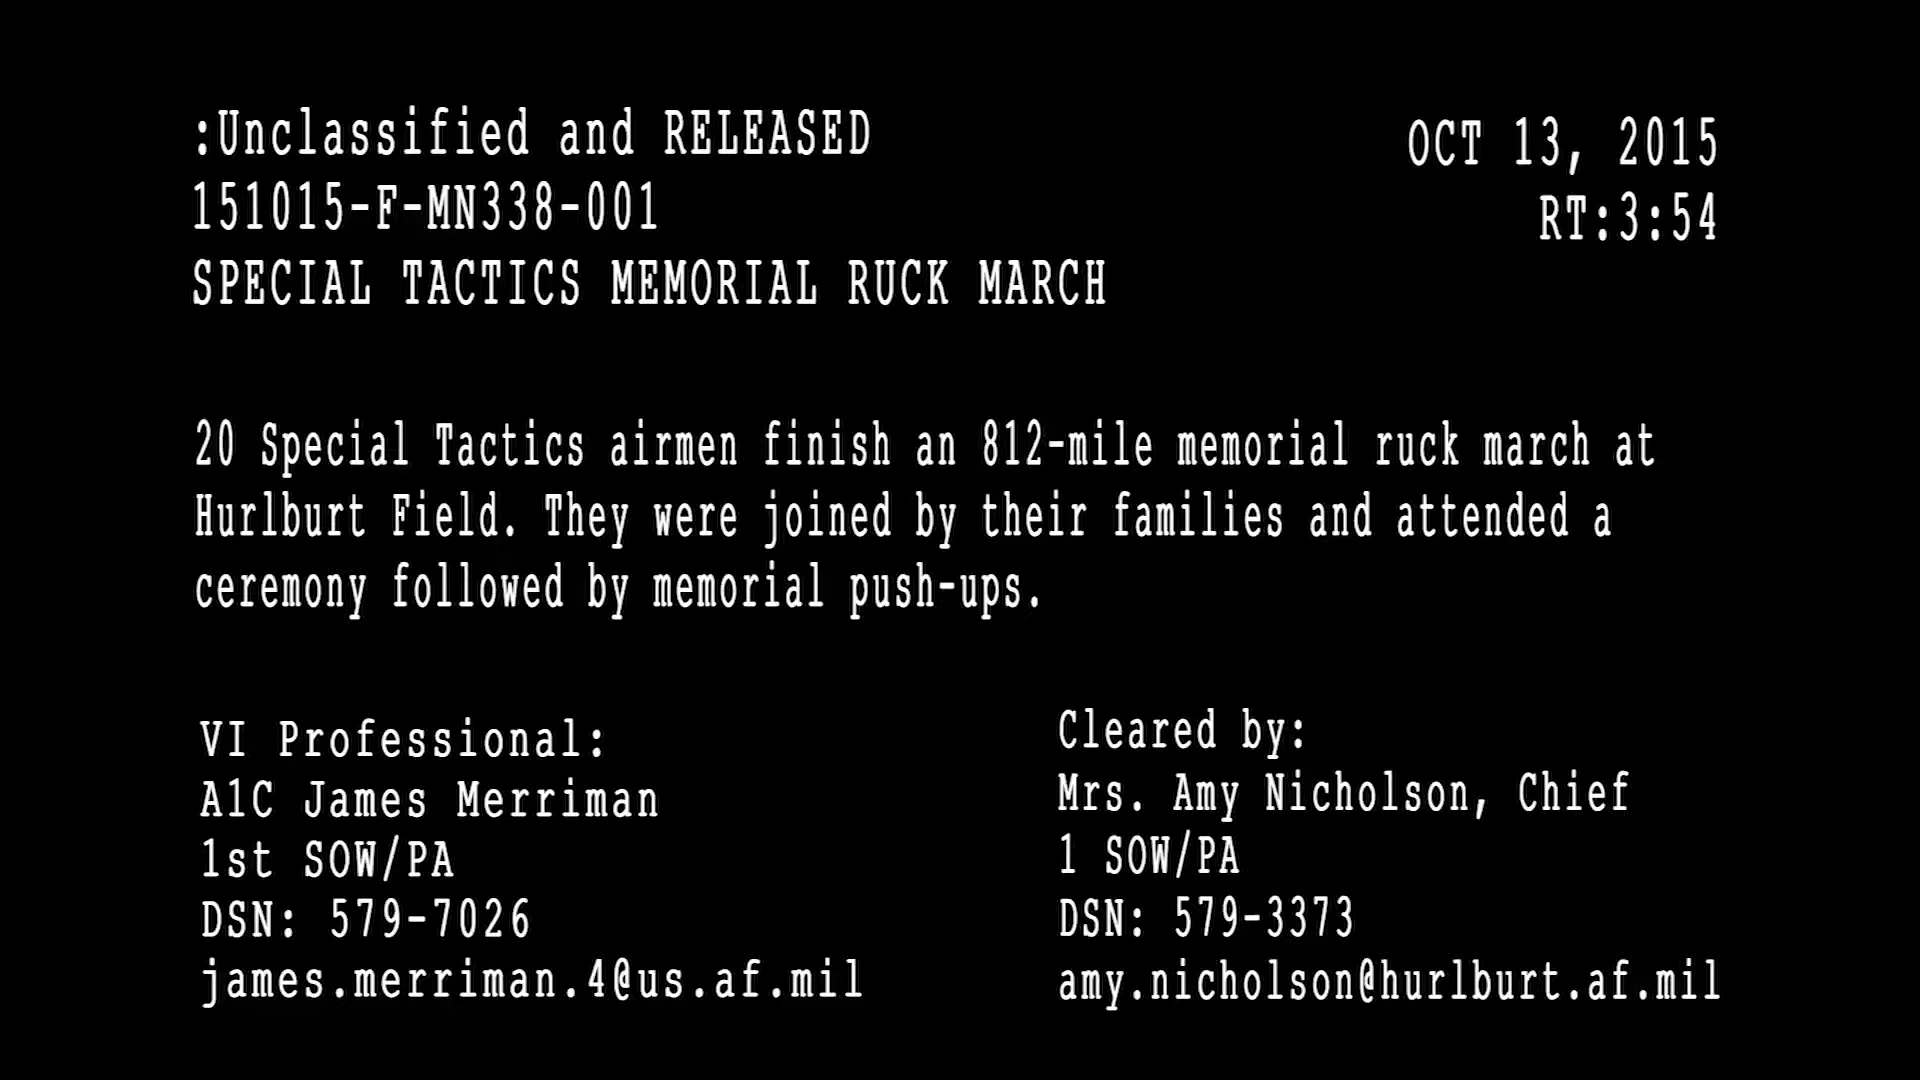 :Unclassified and RELEASED
151015-F-MN338-001
SPECIAL TACTICS MEMORIAL RUCK MARCH
OCT 13, 2015
RT:3:54
20 Special Tactics airmen finish an 812-mile memorial ruck march at
Hurlburt Field. They were joined by their families and attended a
ceremony followed by memorial push-ups.
VI Professional:
A1C James Merriman
1st SOW/PA
DSN: 579-7026
james.merriman.4@us.af.mil
Cleared by:
Mrs. Amy Nicholson, Chief
1 SOW/PA
DSN: 579-3373
amy.nicholson@hurlburt.af.mil